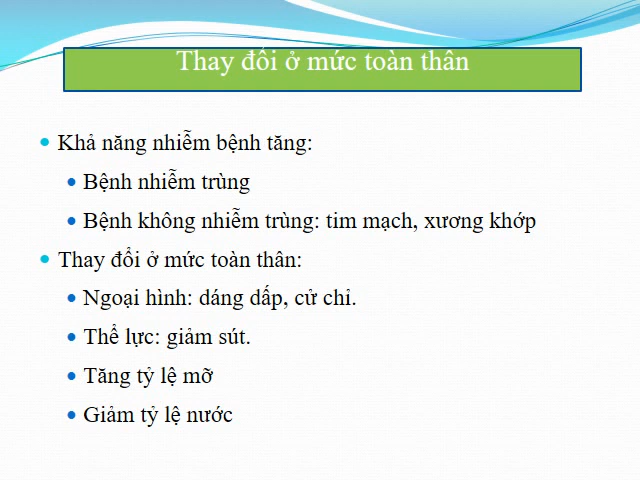 Thay đổi ở mức toàn thân
Khả năng nhiễm bệnh tăng:
Bệnh nhiễm trùng
Bệnh không nhiễm trùng: tim mạch, xương khớp
Thay đổi ở mức toàn thân:
Ngoại hình: dáng dấp, cử chỉ.
Thể lực: giảm sút.
Tăng tỷ lệ mỡ
Giảm tỷ lệ nước